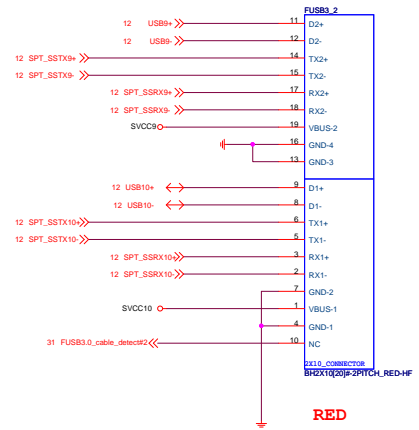 FUSB3_2
12 USB9+ 11 D2+
12 USB9- 12 D2-
12 SPT_SSTX9+ 14 TX2+
12 SPT_SSTX9- 15 TX2-
12 SPT_SSRX9+ 17 RX2+
12 SPT_SSRX9- 18 RX2-
SVCC9 19 VBUS-2
16 GND-4
13 GND-3
12 USB10+ 9 D1+
12 USB10- 8 D1-
12 SPT_SSTX10+ 6 TX1+
12 SPT_SSTX10- 5 TX1-
12 SPT_SSRX10+ 3 RX1+
12 SPT_SSRX10- 2 RX1-
7 GND-2
SVCC10 1 VBUS-1
4 GND-1
31 FUSB3.0_cable_detect#2 10 NC
2X10_CONNECTOR
BH2X10[20]#-2PITCH_RED-HF
RED